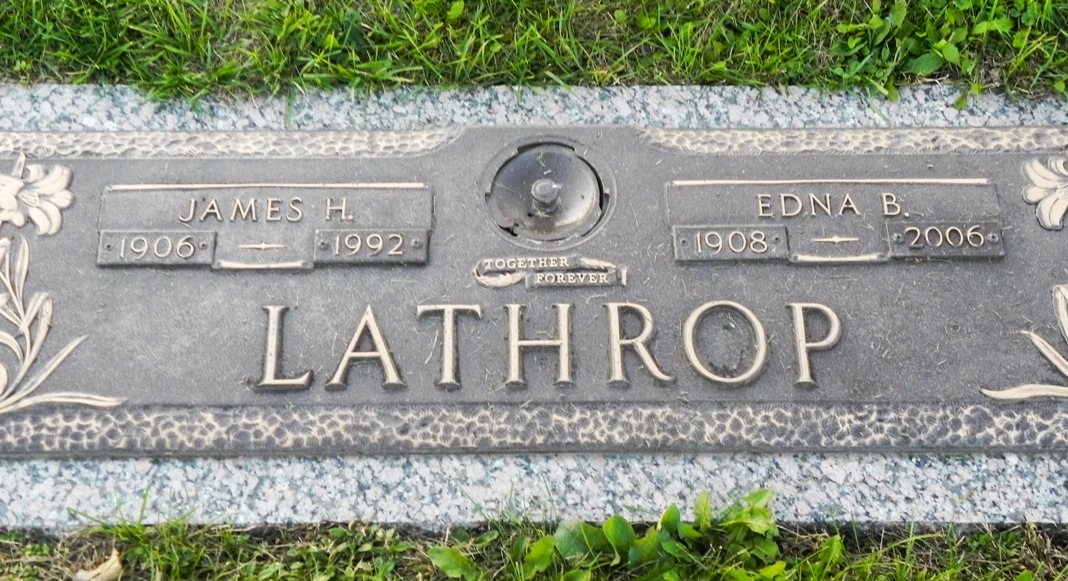 JAMES H.
1906 1992
EDNA B.
1908 2006
TOGETHER
FOREVER
LATHROP